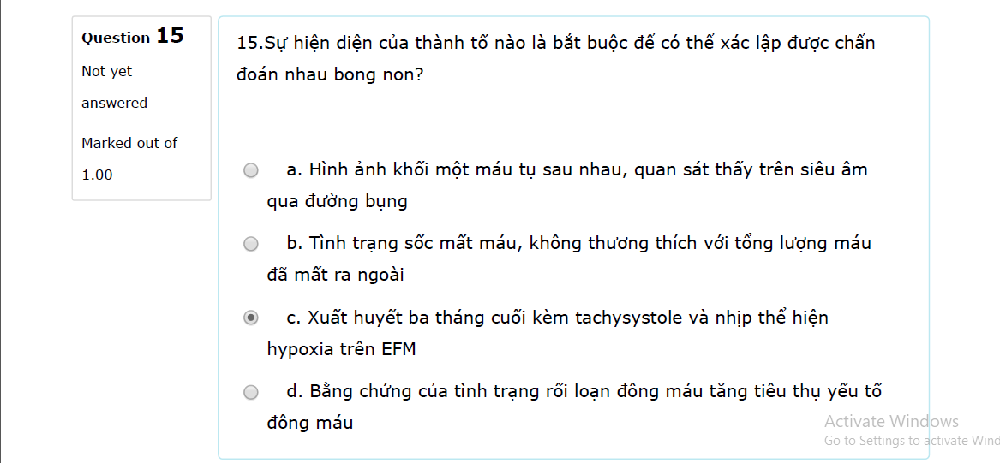 Question 15
Not yet
answered
Marked out of
1.00
15.Sự hiện diện của thành tố nào là bắt buộc để có thể xác lập được chẩn
đoán nhau bong non?
a. Hình ảnh khối một máu tụ sau nhau, quan sát thấy trên siêu âm
qua đường bụng
b. Tình trạng sốc mất máu, không thương thích với tổng lượng máu
đã mất ra ngoài
c. Xuất huyết ba tháng cuối kèm tachysystole và nhịp thể hiện
hypoxia trên EFM
d. Bằng chứng của tình trạng rối loạn đông máu tăng tiêu thụ yếu tố
đông máu
Activate Windows
Go to Settings to activate Wind